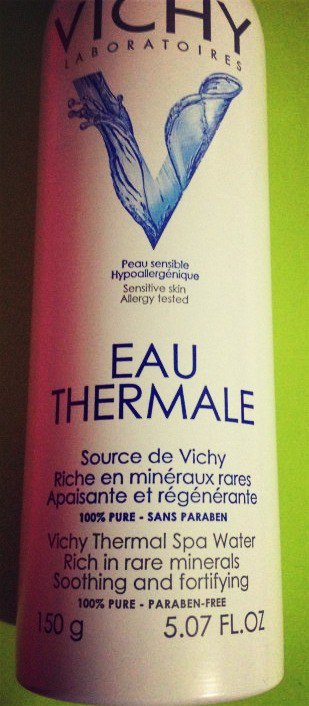 VICHY
LABORATOIRES
Peau sensible
Hypoallergénique
Sensitive skin
Allergy tested
EAU
THERMALE
Source de Vichy
Riche en minéraux rares
Apaisante et régénérante
100% PURE - SANS PARABEN
Vichy Thermal Spa Water
Rich in rare minerals
Soothing and fortifying
100% PURE - PARABEN-FREE
150 g 5.07 FL.OZ